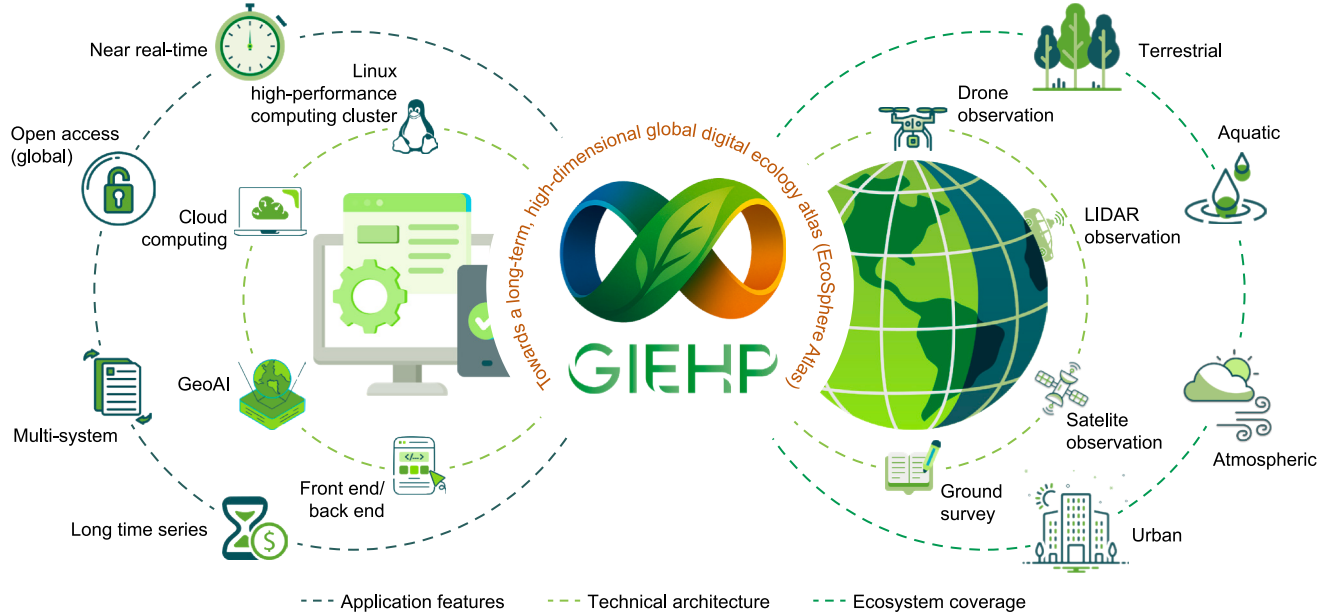 Near real-time
Linux
high-performance
computing cluster
Open access
(global)
Cloud
computing
GeoAI
Multi-system
Front end/
back end
Long time series
$
</...>
Towards a long-term, high-dimensional global digital ecology atlas (EcoSphere Atlas)
GIEHP
Terrestrial
Drone
observation
Aquatic
LIDAR
observation
Satelite
observation
Atmospheric
Ground
survey
Urban
Application features
Technical architecture
Ecosystem coverage